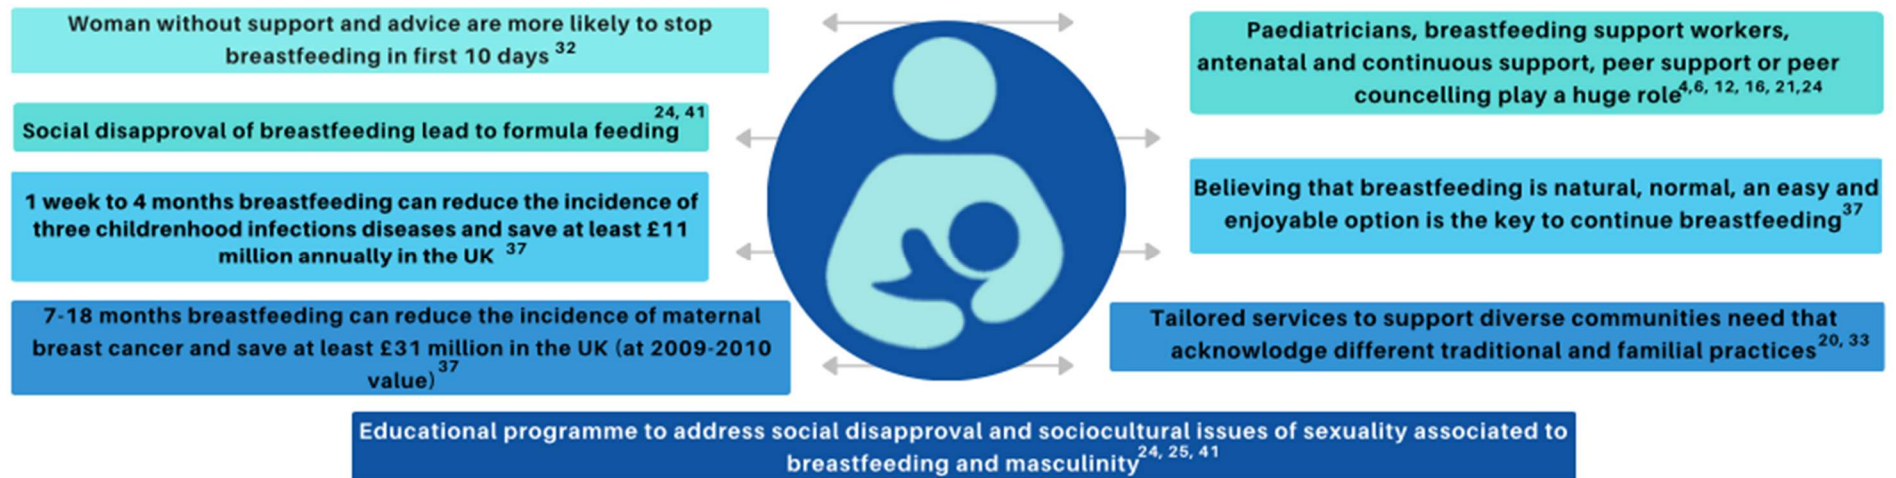 Woman without support and advice are more likely to stop
breastfeeding in first 10 days 32
Social disapproval of breastfeeding lead to formula feeding 24, 41
1 week to 4 months breastfeeding can reduce the incidence of
three childrenhood infections diseases and save at least £11
million annually in the UK 37
7-18 months breastfeeding can reduce the incidence of maternal
breast cancer and save at least £31 million in the UK (at 2009-2010
value) 37
Paediatricians, breastfeeding support workers,
antenatal and continuous support, peer support or peer
councelling play a huge role 4,6, 12, 16, 21,24
Believing that breastfeeding is natural, normal, an easy and
enjoyable option is the key to continue breastfeeding 37
Tailored services to support diverse communities need that
acknowlodge different traditional and familial practices 20, 33
Educational programme to address social disapproval and sociocultural issues of sexuality associated to
breastfeeding and masculinity 24, 25, 41